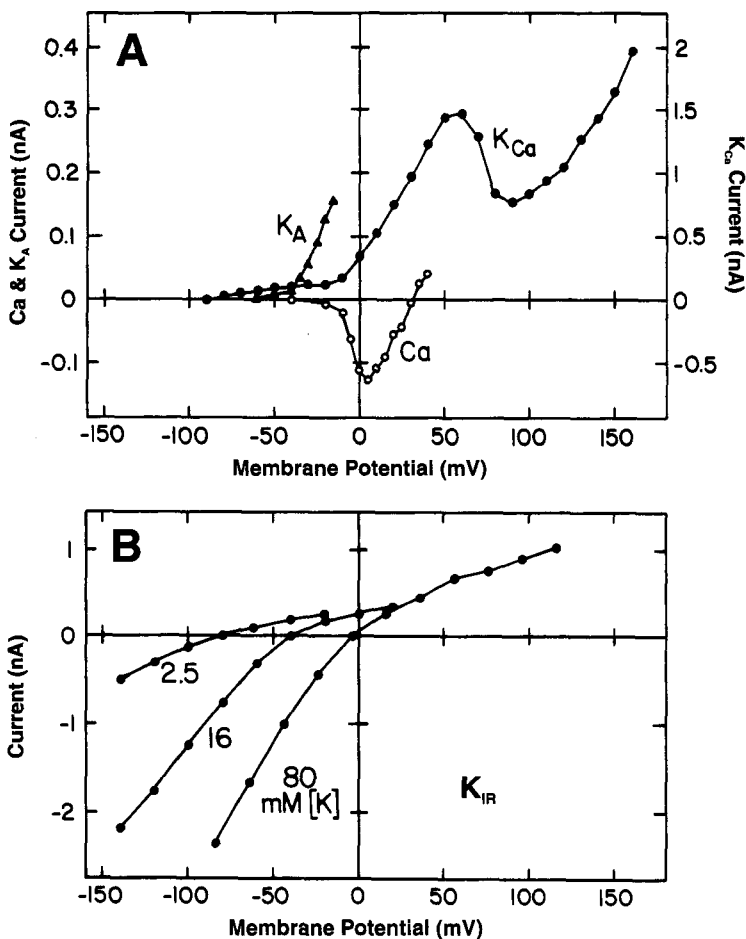 A
Ca & K_A Current (nA)
0.4
0.3
0.2
0.1
0
-0.1
K_Ca Current (nA)
2
1.5
1
0.5
0
-0.5
K_A
K_Ca
Ca
-150 -100 -50 0 50 100 150
Membrane Potential (mV)
B
Current (nA)
1
0
-1
-2
2.5
16
80
mM [K]
K_IR
-150 -100 -50 0 50 100 150
Membrane Potential (mV)